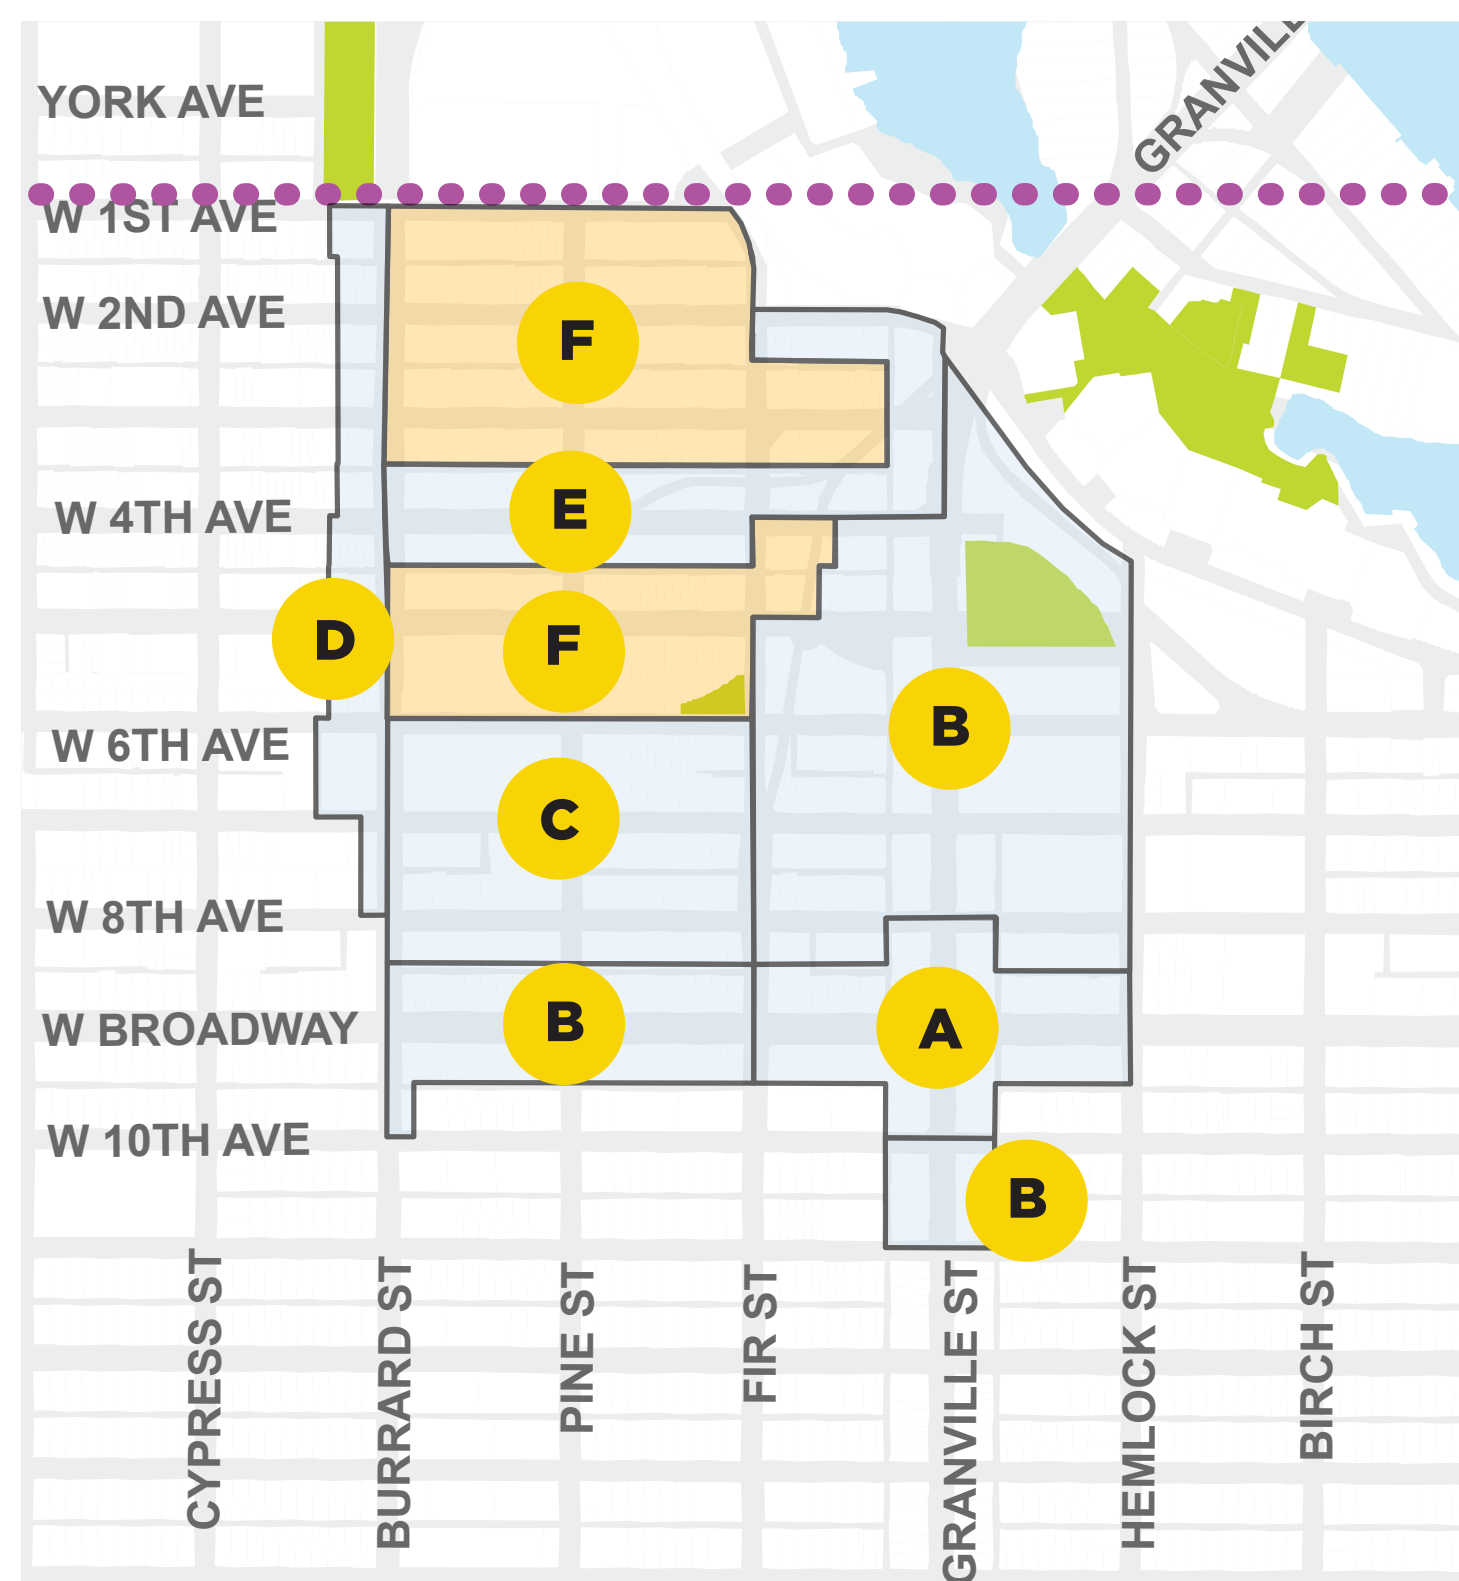 YORK AVE
GRANVILL
W 1ST AVE
W 2ND AVE
F
W 4TH AVE
E
D
F
B
W 6TH AVE
C
W 8TH AVE
W BROADWAY
B
A
W 10TH AVE
B
CYPRESS ST
BURRARD ST
PINE ST
FIR ST
GRANVILLE ST
HEMLOCK ST
BIRCH ST